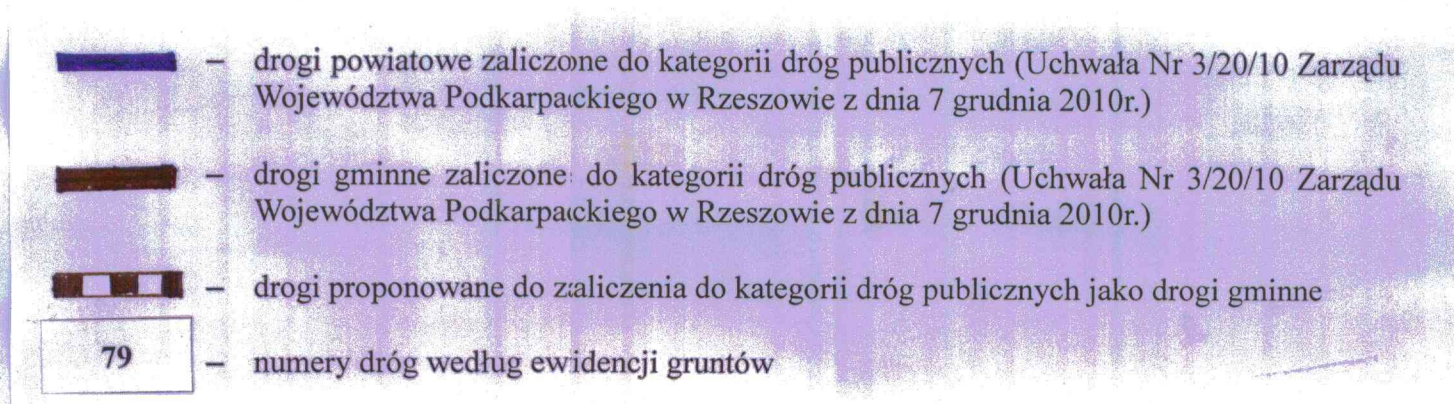 – drogi powiatowe zaliczone do kategorii dróg publicznych (Uchwała Nr 3/20/10 Zarządu
Województwa Podkarpackiego w Rzeszowie z dnia 7 grudnia 2010r.)
– drogi gminne zaliczone do kategorii dróg publicznych (Uchwała Nr 3/20/10 Zarządu
Województwa Podkarpackiego w Rzeszowie z dnia 7 grudnia 2010r.)
– drogi proponowane do zaliczenia do kategorii dróg publicznych jako drogi gminne
79 – numery dróg według ewidencji gruntów